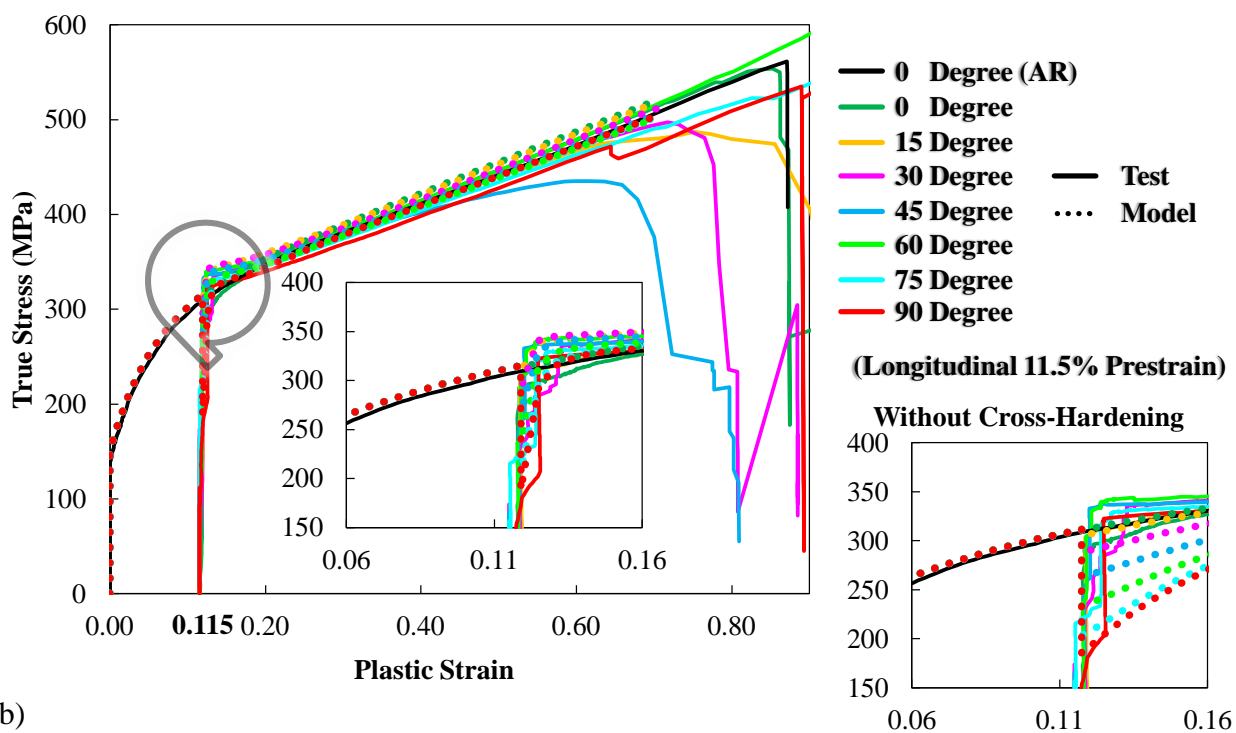 600
500
400
300
200
100
0
True Stress (MPa)
0.00
0.115
0.20
0.40
0.60
0.80
Plastic Strain
400
350
300
250
200
150
0.06
0.11
0.16
0 Degree (AR)
0 Degree
15 Degree
30 Degree
45 Degree
60 Degree
75 Degree
90 Degree
Test
Model
(Longitudinal 11.5% Prestrain)
Without Cross-Hardening
400
350
300
250
200
150
0.06
0.11
0.16
b)